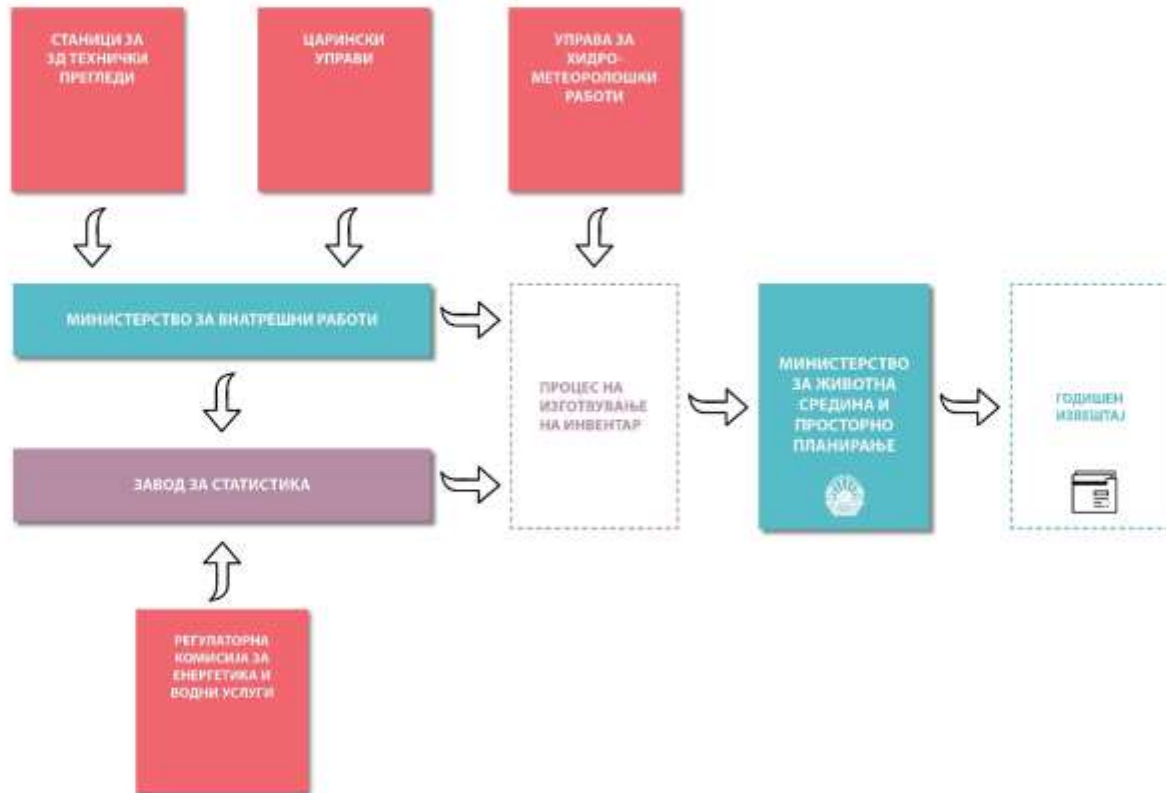 СТАНИЦИ ЗА
ЗД ТЕХНИЧКИ
ПРЕГЛЕДИ
ЦАРИНСКИ
УПРАВИ
УПРАВА ЗА
ХИДРО-
МЕТЕОРОЛОШКИ
РАБОТИ
МИНИСТЕРСТВО ЗА ВНАТРЕШНИ РАБОТИ
ПРОЦЕС НА
ИЗГОТВУВАЊЕ
НА ИНВЕНТАР
МИНИСТЕРСТВО
ЗА ЖИВОТНА
СРЕДИНА И
ПРОСТОРНО
ПЛАНИРАЊЕ
ГОДИШЕН
ИЗВЕШТАЈ
ЗАВОД ЗА СТАТИСТИКА
РЕГУЛАТОРНА
КОМИСИЈА ЗА
ЕНЕРГЕТИКА И
ВОДНИ УСЛУГИ